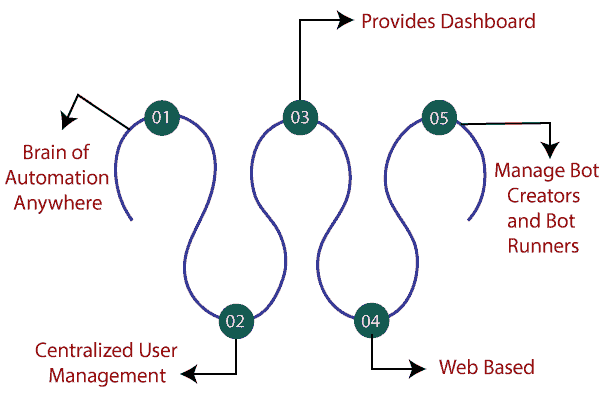 01
Brain of
Automation
Anywhere
02
Centralized User
Management
03
Provides Dashboard
04
Web Based
05
Manage Bot
Creators
and Bot
Runners